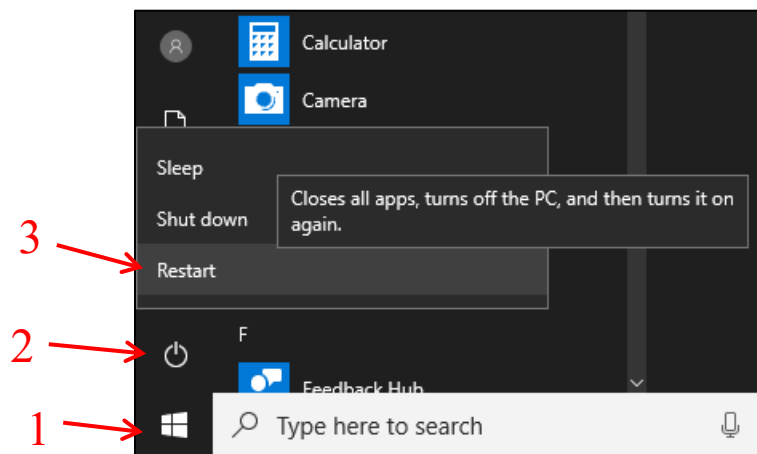 Calculator
Camera
Sleep
Closes all apps, turns off the PC, and then turns it on
again.
Shut down
3
Restart
F
2
Feedback Hub
1
Type here to search